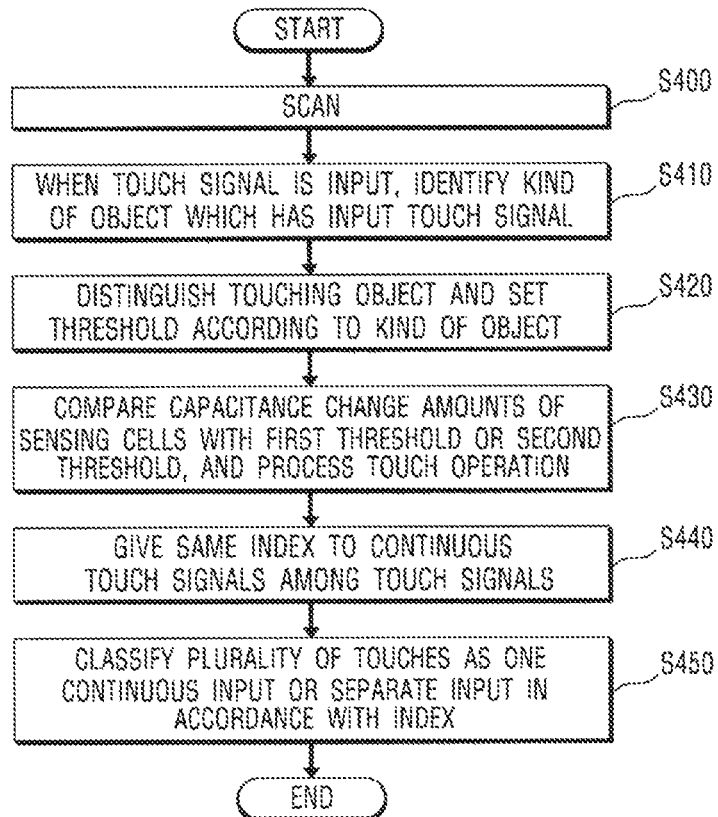 START
SCAN
S400
WHEN TOUCH SIGNAL IS INPUT, IDENTIFY KIND
OF OBJECT WHICH HAS INPUT TOUCH SIGNAL
S410
DISTINGUISH TOUCHING OBJECT AND SET
THRESHOLD ACCORDING TO KIND OF OBJECT
S420
COMPARE CAPACITANCE CHANGE AMOUNTS OF
SENSING CELLS WITH FIRST THRESHOLD OR SECOND
THRESHOLD, AND PROCESS TOUCH OPERATION
S430
GIVE SAME INDEX TO CONTINUOUS
TOUCH SIGNALS AMONG TOUCH SIGNALS
S440
CLASSIFY PLURALITY OF TOUCHES AS ONE
CONTINUOUS INPUT OR SEPARATE INPUT IN
ACCORDANCE WITH INDEX
S450
END